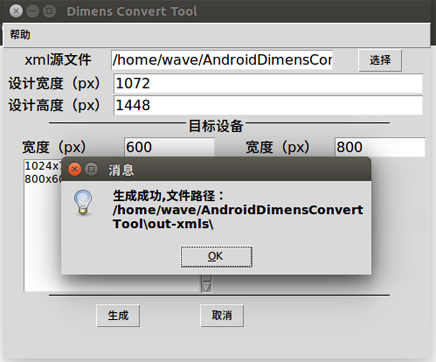 Dimens Convert Tool
帮助
xml源文件 /home/wave/AndroidDimensConv 选择
设计宽度（px） 1072
设计高度（px） 1448
目标设备
宽度（px） 600 宽度（px） 800
1024x7
800x60
消息
生成成功,文件路径：
/home/wave/AndroidDimensConvert
Tool\out-xmls\
OK
生成 取消